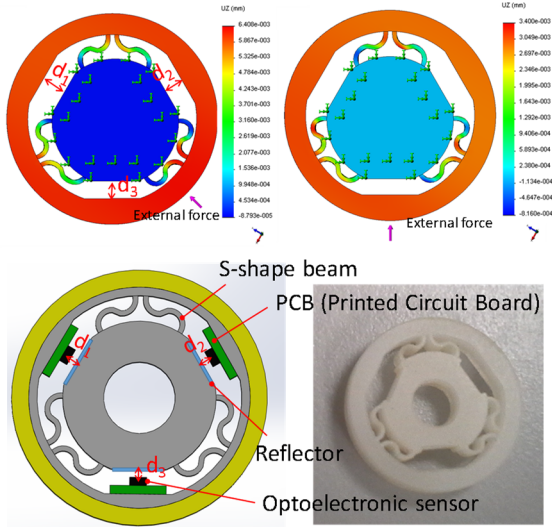 UZ (mm)
6.408e-003
5.867e-003
5.325e-003
4.784e-003
4.243e-003
3.701e-003
3.160e-003
2.619e-003
2.077e-003
1.536e-003
9.948e-004
4.534e-004
-8.793e-005
d1
d2
d3
External force
UZ (mm)
3.400e-003
3.049e-003
2.698e-003
2.346e-003
1.995e-003
1.643e-003
1.292e-003
9.406e-004
5.892e-004
2.378e-004
-1.134e-004
-4.647e-004
-8.160e-004
External force
S-shape beam
PCB (Printed Circuit Board)
d1
d2
Reflector
d3
Optoelectronic sensor